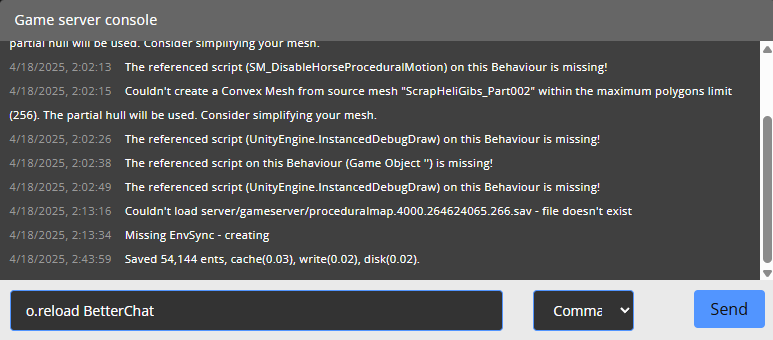 Game server console
partial hull will be used. Consider simplifying your mesh.
4/18/2025, 2:02:13 The referenced script (SM_DisableHorseProceduralMotion) on this Behaviour is missing!
4/18/2025, 2:02:15 Couldn't create a Convex Mesh from source mesh "ScrapHeliGibs_Part002" within the maximum polygons limit
(256). The partial hull will be used. Consider simplifying your mesh.
4/18/2025, 2:02:26 The referenced script (UnityEngine.InstancedDebugDraw) on this Behaviour is missing!
4/18/2025, 2:02:38 The referenced script on this Behaviour (Game Object '') is missing!
4/18/2025, 2:02:49 The referenced script (UnityEngine.InstancedDebugDraw) on this Behaviour is missing!
4/18/2025, 2:13:16 Couldn't load server/gameserver/proceduralmap.4000.264624065.266.sav - file doesn't exist
4/18/2025, 2:13:34 Missing EnvSync - creating
4/18/2025, 2:43:59 Saved 54,144 ents, cache(0.03), write(0.02), disk(0.02).
o.reload BetterChat Comma Send